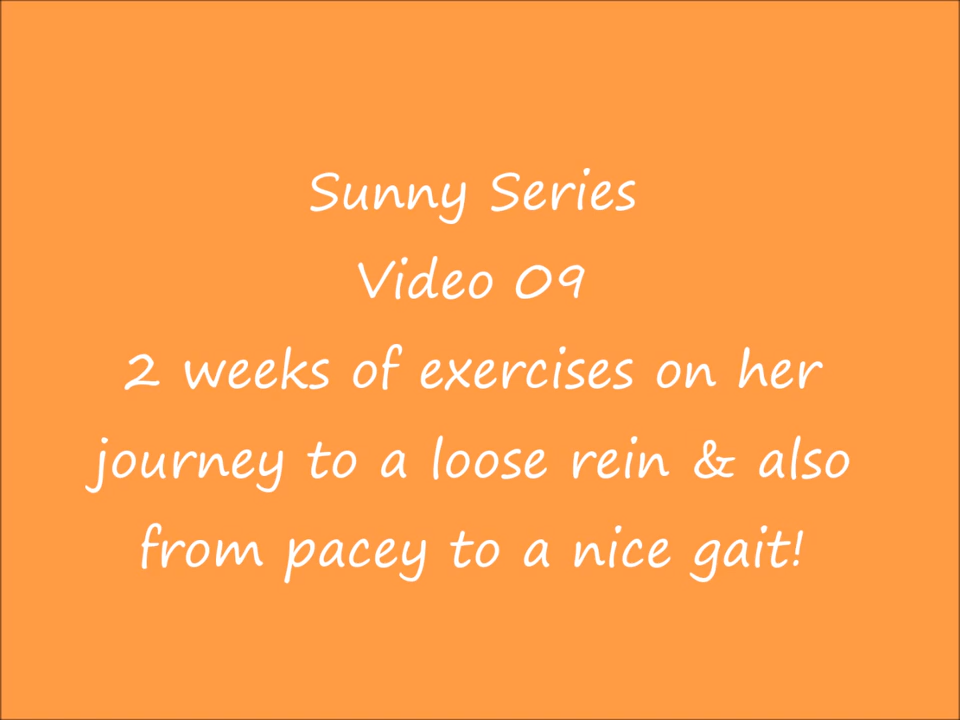 Sunny Series
Video 09
2 weeks of exercises on her
journey to a loose rein & also
from pacey to a nice gait!